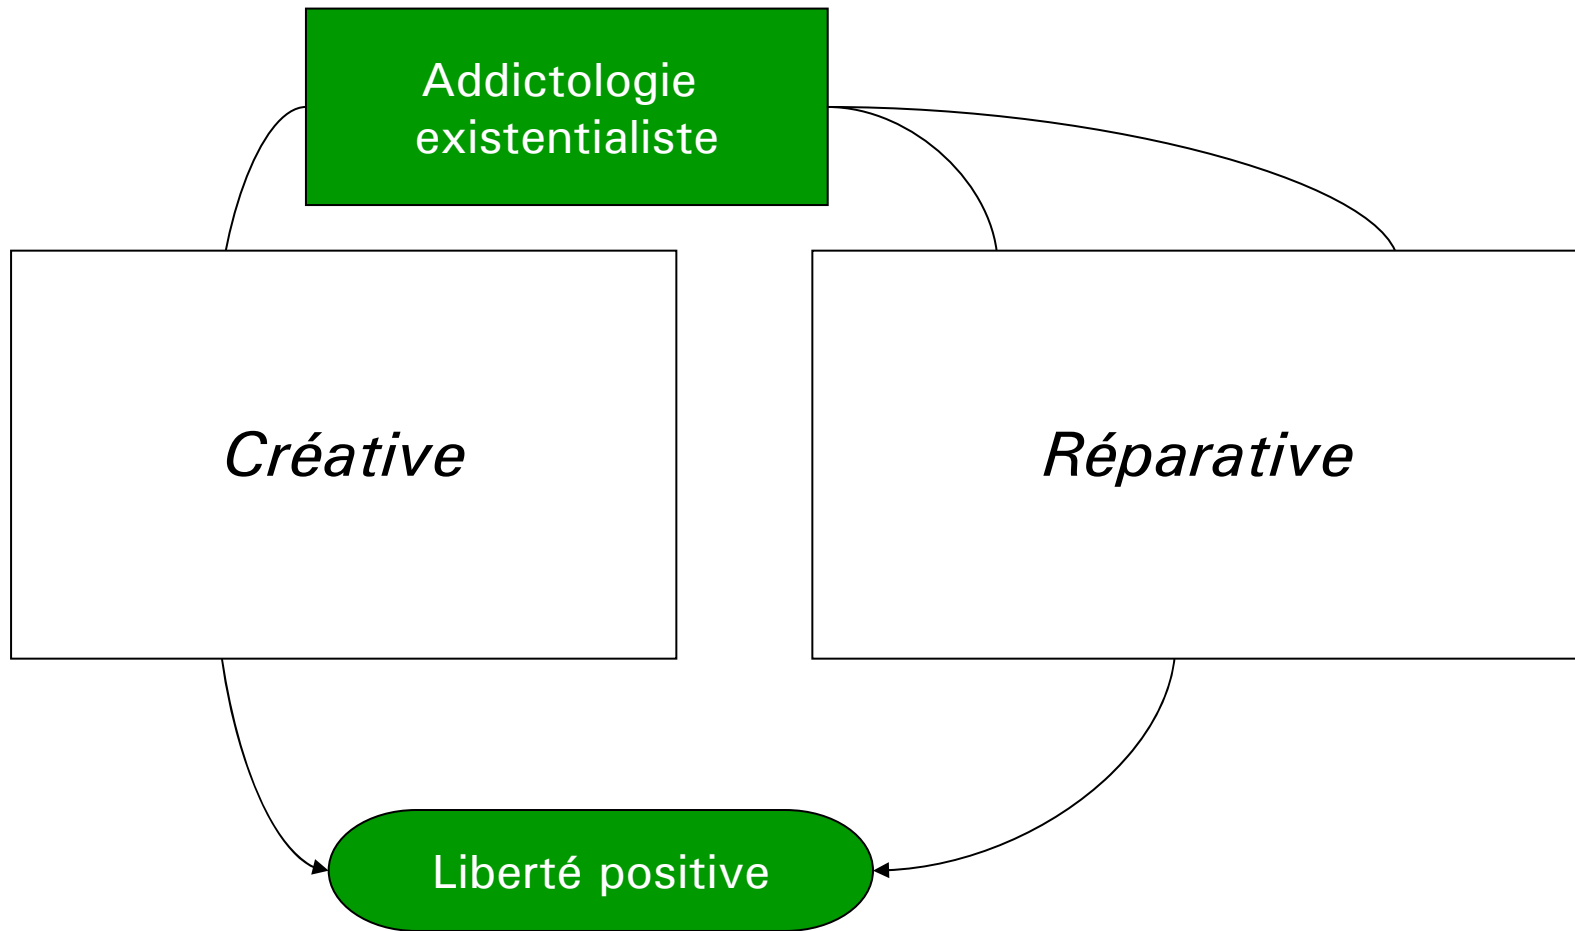 Addictologie
existentialiste
Créative
Réparative
Liberté positive